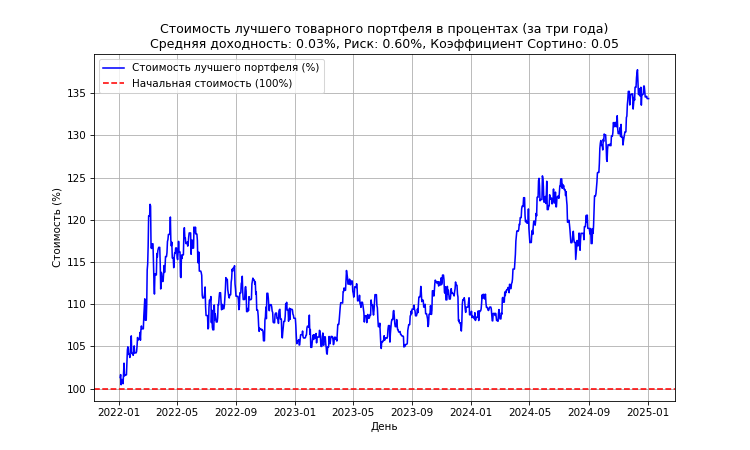 Стоимость лучшего товарного портфеля в процентах (за три года)
Средняя доходность: 0.03%, Риск: 0.60%, Коэффициент Сортино: 0.05
Стоимость лучшего портфеля (%)
Начальная стоимость (100%)
Стоимость (%)
135
130
125
120
115
110
105
100
2022-01 2022-05 2022-09 2023-01 2023-05 2023-09 2024-01 2024-05 2024-09 2025-01
День